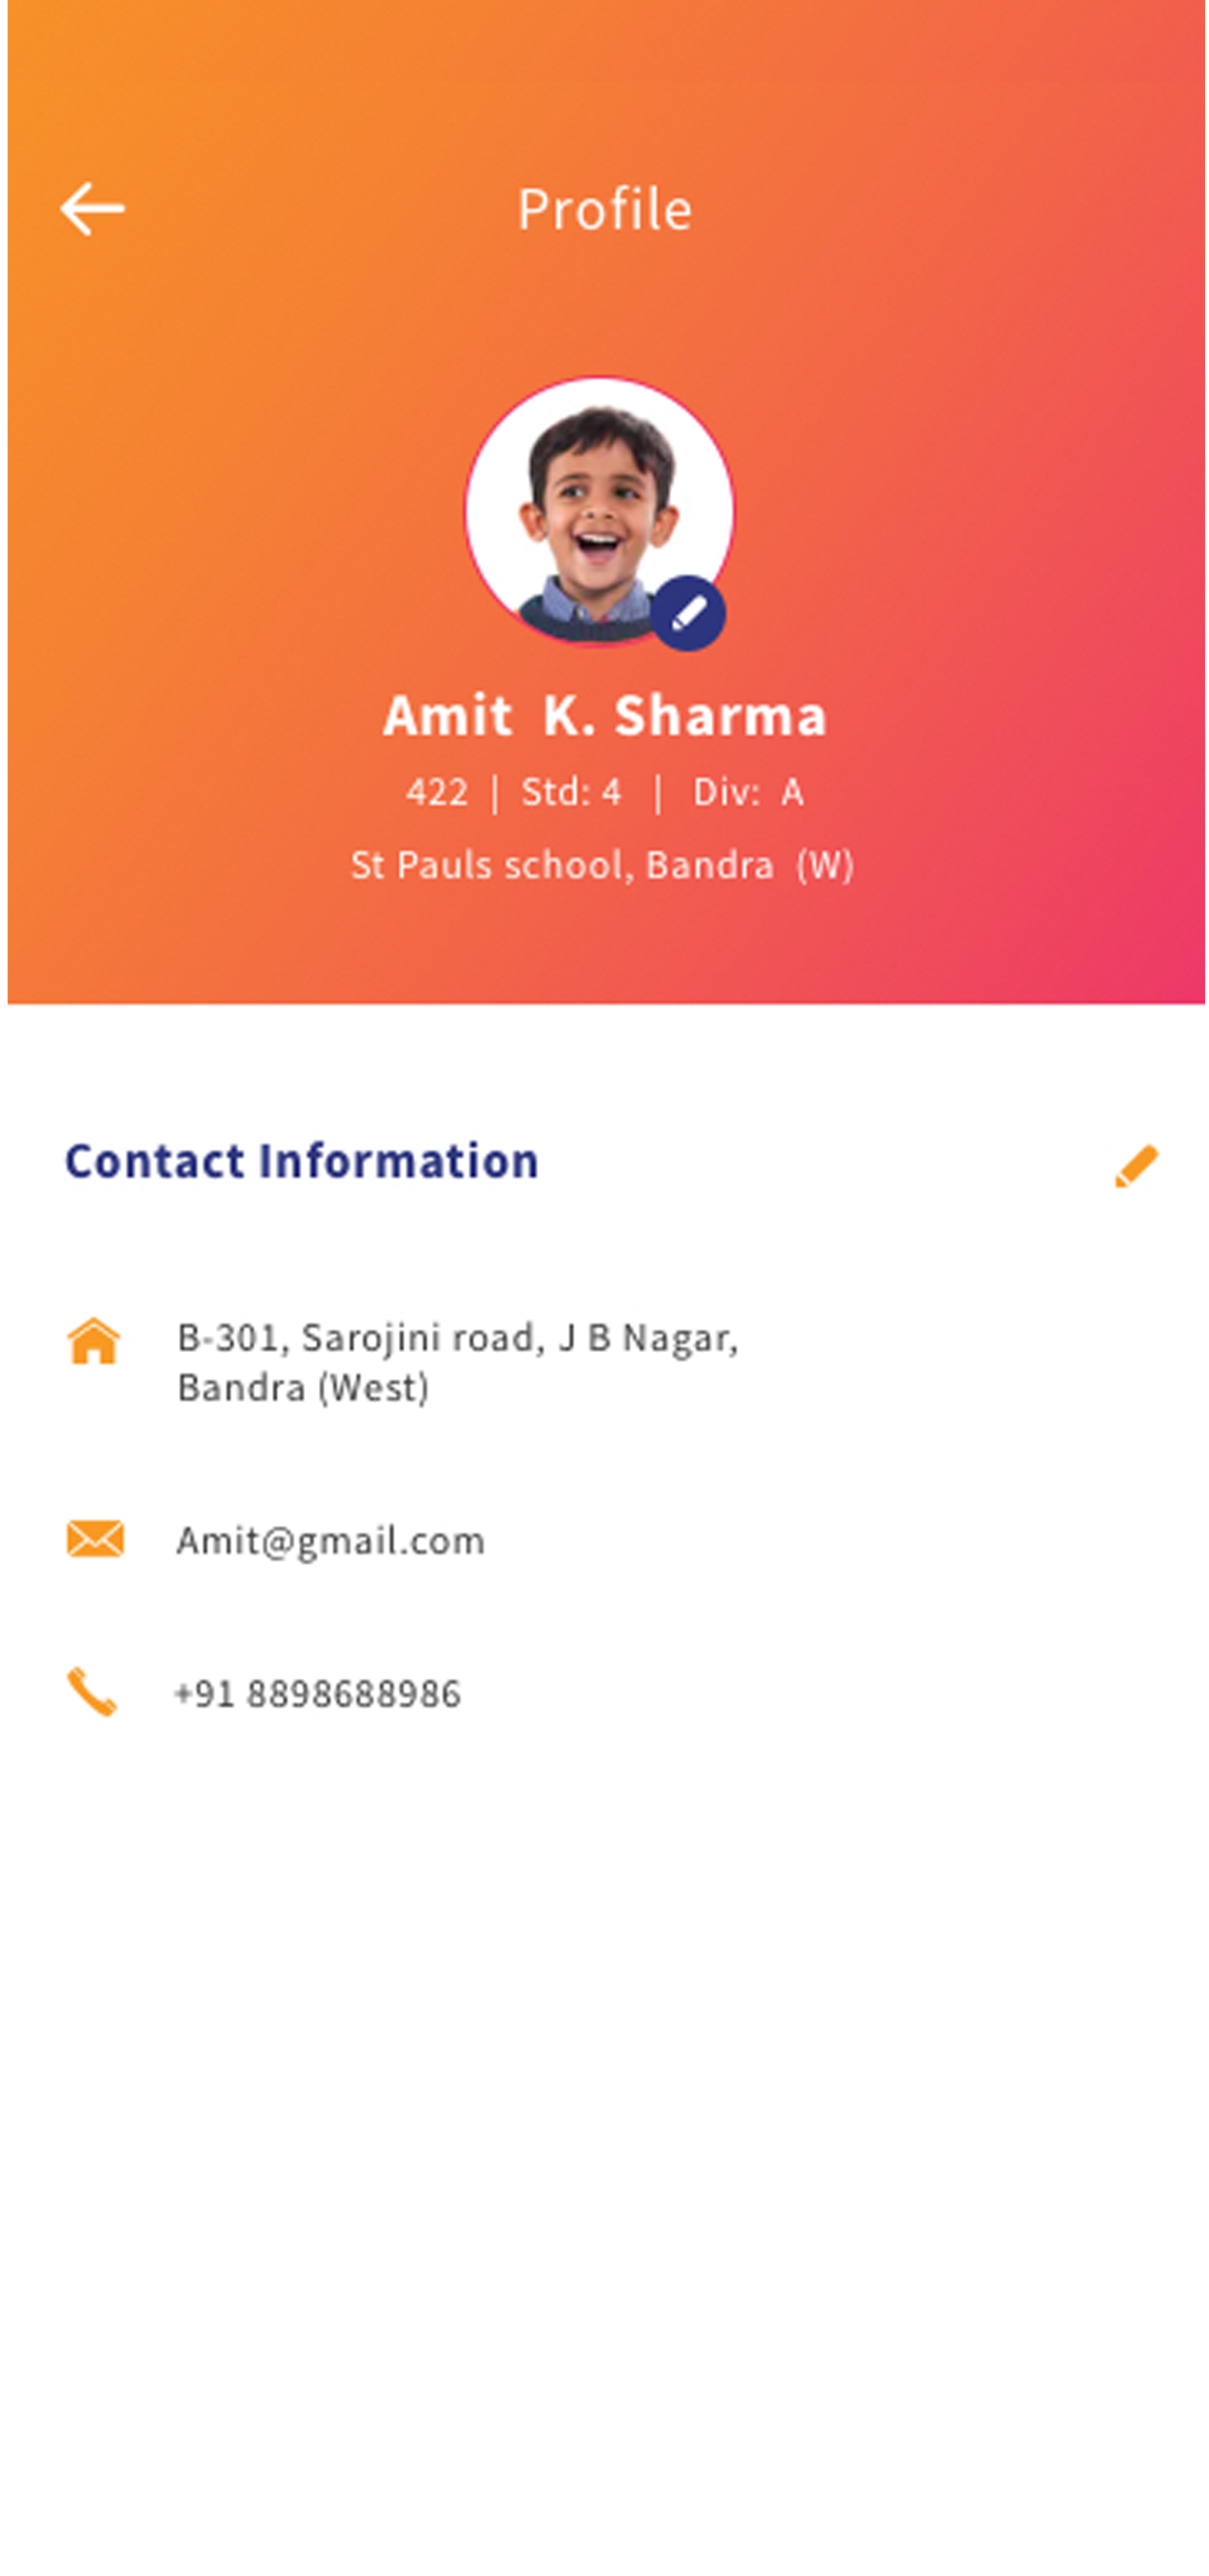 Profile
Amit K. Sharma
422 | Std: 4 | Div: A
St Pauls school, Bandra (W)
Contact Information
B-301, Sarojini road, J B Nagar,
Bandra (West)
Amit@gmail.com
+91 8898688986